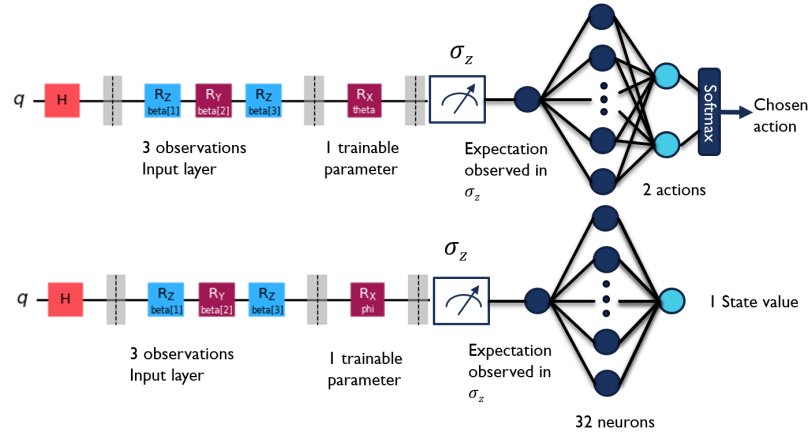 σz
q H RZ beta[1] RY beta[2] RZ beta[3] RX theta
Softmax
Chosen
action
3 observations
Input layer
1 trainable
parameter
Expectation
observed in
σz
2 actions
σz
q H RZ beta[1] RY beta[2] RZ beta[3] RX phi
1 State value
3 observations
Input layer
1 trainable
parameter
Expectation
observed in
σz
32 neurons